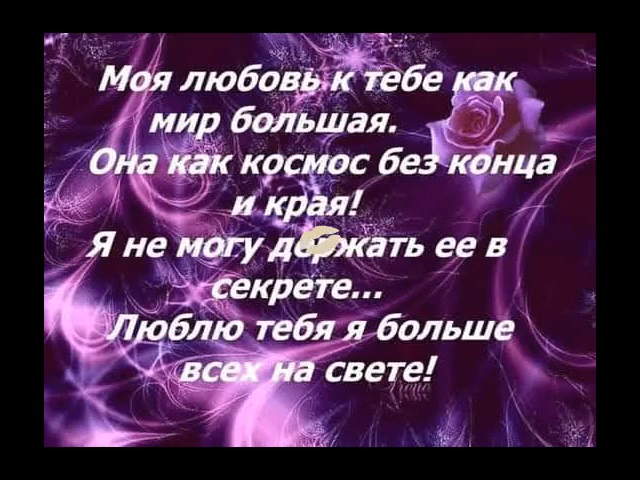 Моя любовь к тебе как
мир большая.
Она как космос без конца
и края!
Я не могу держать ее в
секрете...
Люблю тебя я больше
всех на свете!